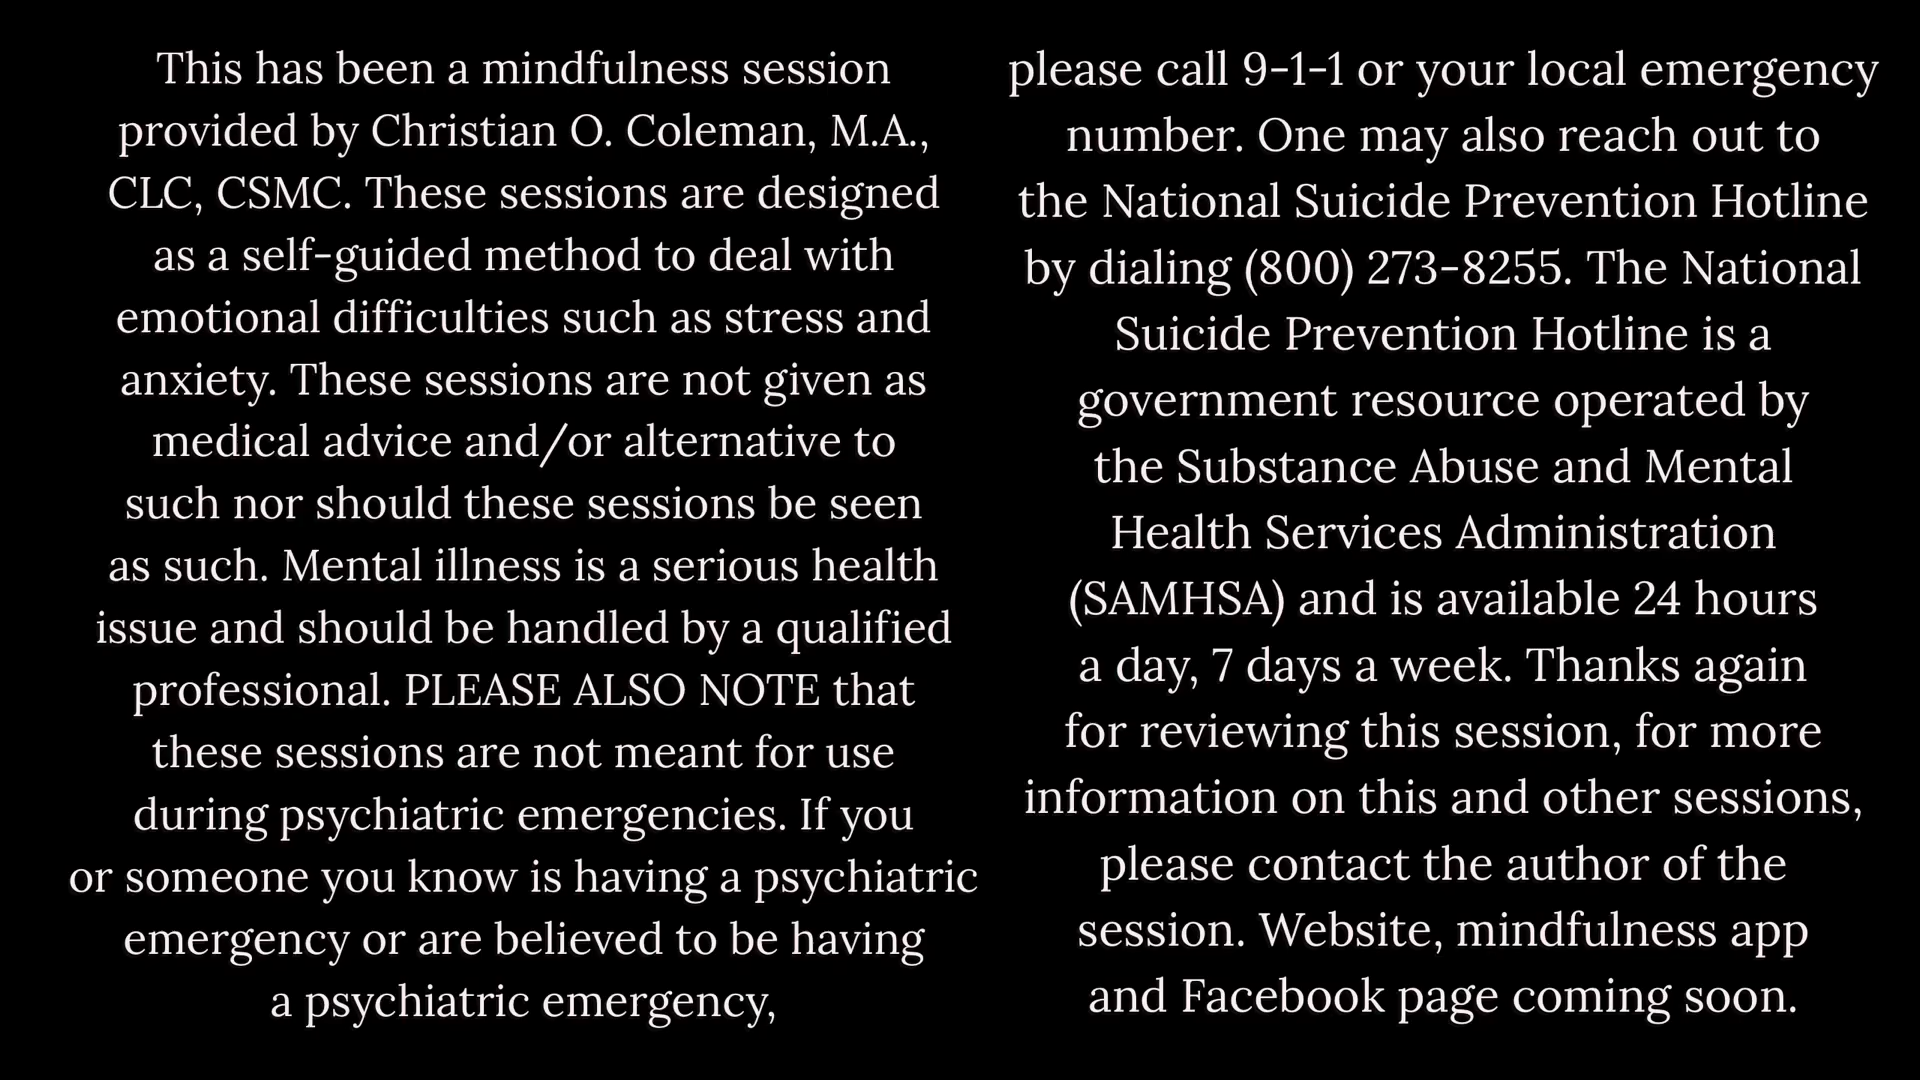 This has been a mindfulness session
provided by Christian O. Coleman, M.A.,
CLC, CSMC. These sessions are designed
as a self-guided method to deal with
emotional difficulties such as stress and
anxiety. These sessions are not given as
medical advice and/or alternative to
such nor should these sessions be seen
as such. Mental illness is a serious health
issue and should be handled by a qualified
professional. PLEASE ALSO NOTE that
these sessions are not meant for use
during psychiatric emergencies. If you
or someone you know is having a psychiatric
emergency or are believed to be having
a psychiatric emergency,
please call 9-1-1 or your local emergency
number. One may also reach out to
the National Suicide Prevention Hotline
by dialing (800) 273-8255. The National
Suicide Prevention Hotline is a
government resource operated by
the Substance Abuse and Mental
Health Services Administration
(SAMHSA) and is available 24 hours
a day, 7 days a week. Thanks again
for reviewing this session, for more
information on this and other sessions,
please contact the author of the
session. Website, mindfulness app
and Facebook page coming soon.